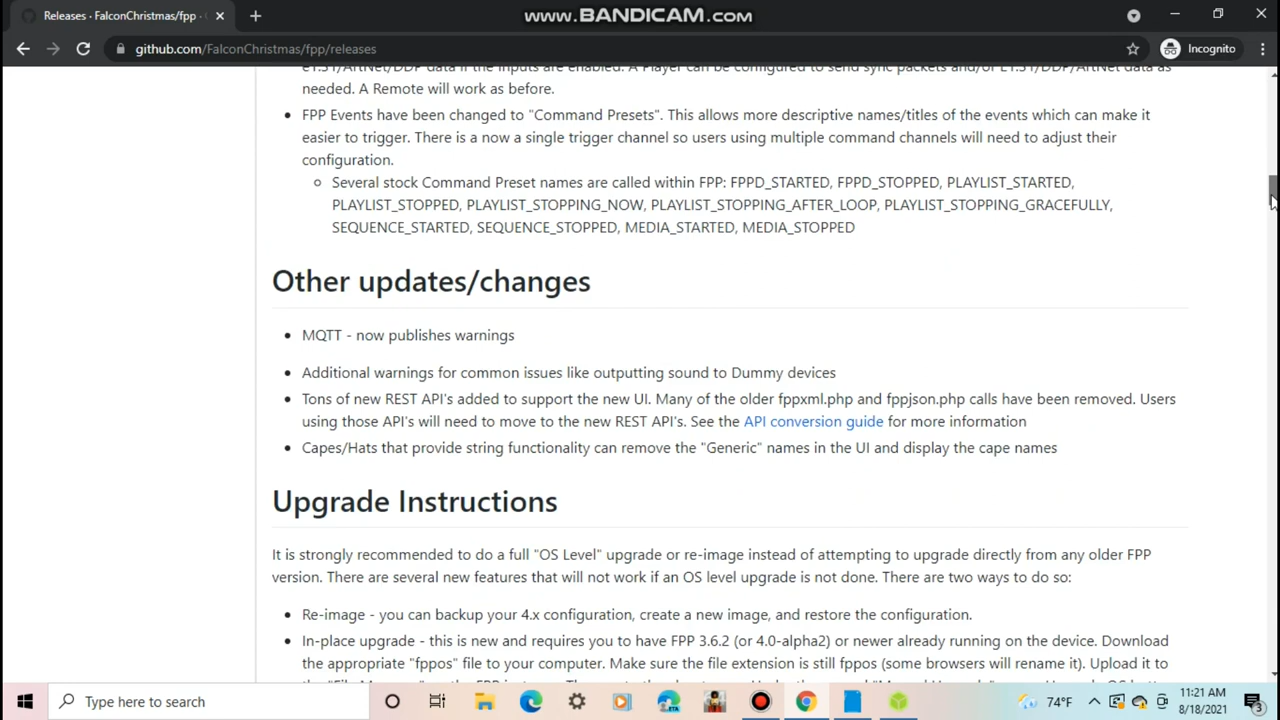 Releases · FalconChristmas/fpp ·
www.BANDICAM.com
github.com/FalconChristmas/fpp/releases
Incognito
e1.31/ArtNet/DDP data if the inputs are enabled. A Player can be configured to send sync packets and/or E1.31/DDP/ArtNet data as
needed. A Remote will work as before.
FPP Events have been changed to "Command Presets". This allows more descriptive names/titles of the events which can make it
easier to trigger. There is a now a single trigger channel so users using multiple command channels will need to adjust their
configuration.
Several stock Command Preset names are called within FPP: FPPD_STARTED, FPPD_STOPPED, PLAYLIST_STARTED,
PLAYLIST_STOPPED, PLAYLIST_STOPPING_NOW, PLAYLIST_STOPPING_AFTER_LOOP, PLAYLIST_STOPPING_GRACEFULLY,
SEQUENCE_STARTED, SEQUENCE_STOPPED, MEDIA_STARTED, MEDIA_STOPPED
Other updates/changes
MQTT - now publishes warnings
Additional warnings for common issues like outputting sound to Dummy devices
Tons of new REST API's added to support the new UI. Many of the older fppxml.php and fppjson.php calls have been removed. Users
using those API's will need to move to the new REST API's. See the API conversion guide for more information
Capes/Hats that provide string functionality can remove the "Generic" names in the UI and display the cape names
Upgrade Instructions
It is strongly recommended to do a full "OS Level" upgrade or re-image instead of attempting to upgrade directly from any older FPP
version. There are several new features that will not work if an OS level upgrade is not done. There are two ways to do so:
Re-image - you can backup your 4.x configuration, create a new image, and restore the configuration.
In-place upgrade - this is new and requires you to have FPP 3.6.2 (or 4.0-alpha2) or newer already running on the device. Download
the appropriate "fppos" file to your computer. Make sure the file extension is still fppos (some browsers will rename it). Upload it to
Type here to search
74°F
11:21 AM
8/18/2021
3